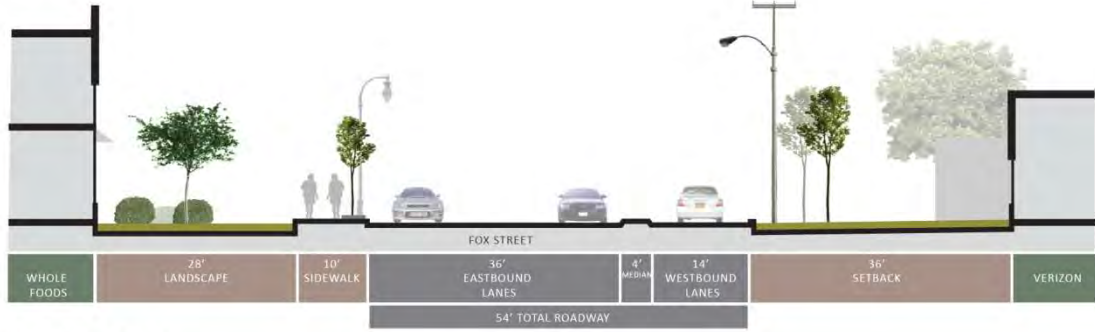 FOX STREET
WHOLE
FOODS
28'
LANDSCAPE
10'
SIDEWALK
36'
EASTBOUND
LANES
4'
MEDIAN
14'
WESTBOUND
LANES
36'
SETBACK
VERIZON
54' TOTAL ROADWAY